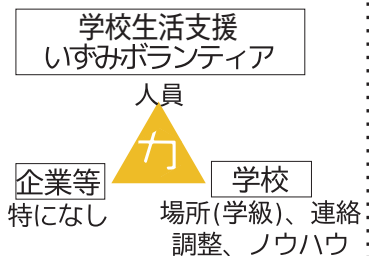 学校生活支援
いずみボランティア
人員
力
企業等
特になし
学校
場所(学級)、連絡
調整、ノウハウ